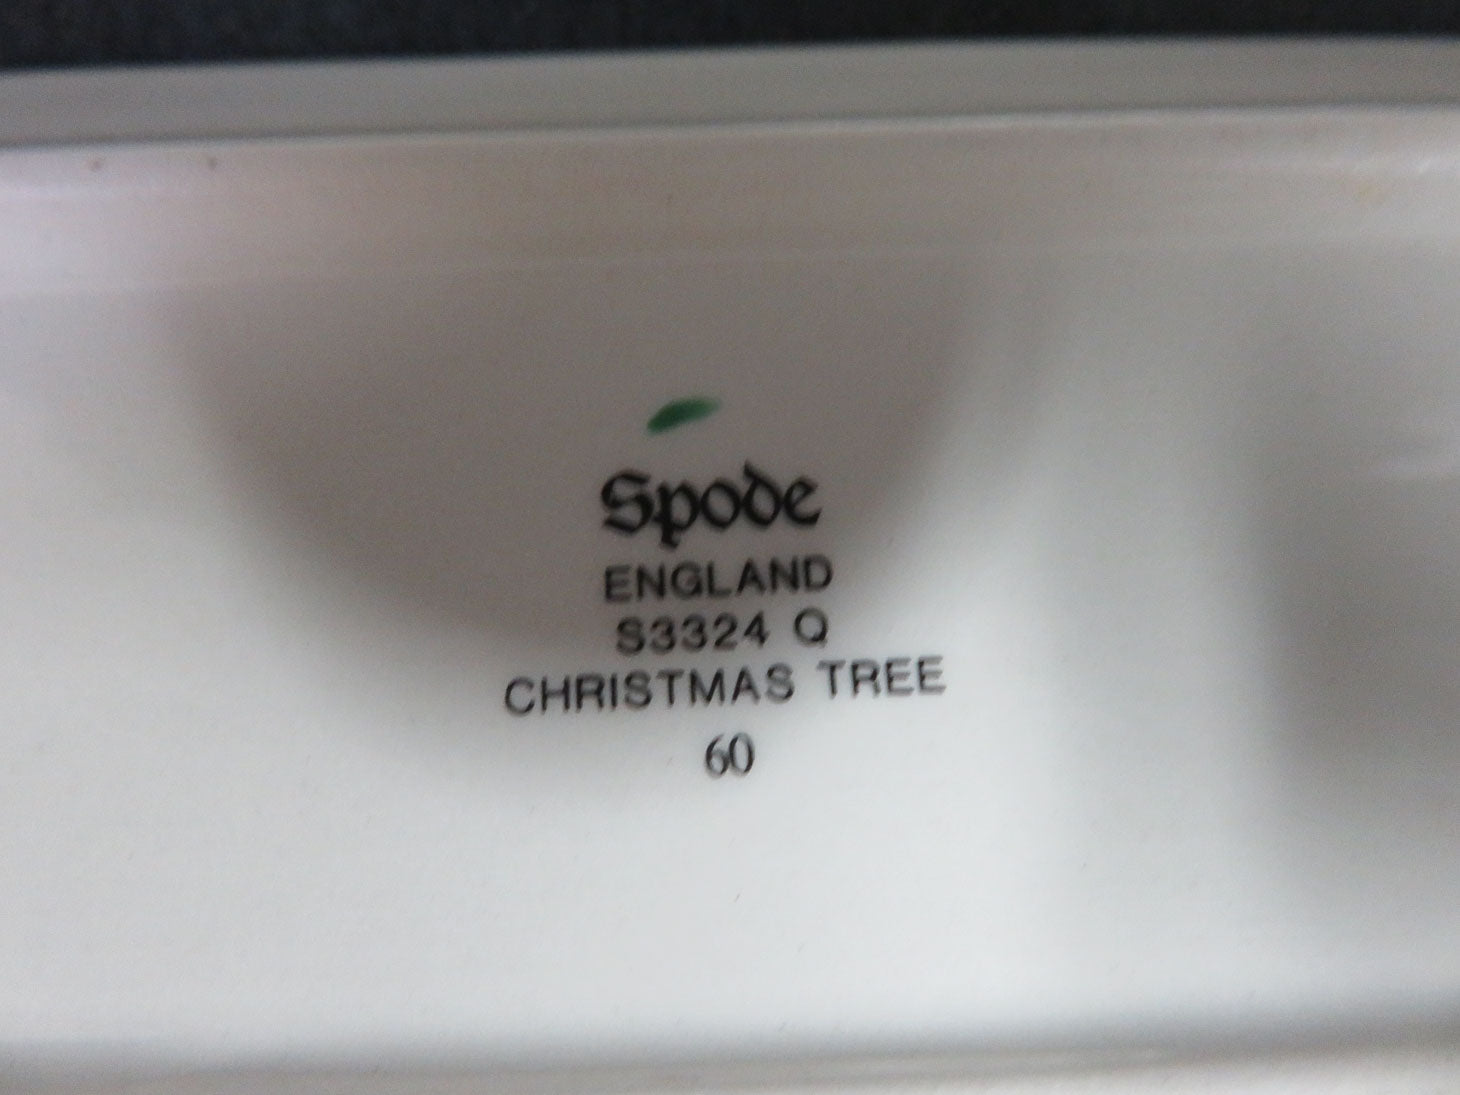 Spode
ENGLAND
S3324 Q
CHRISTMAS TREE
60